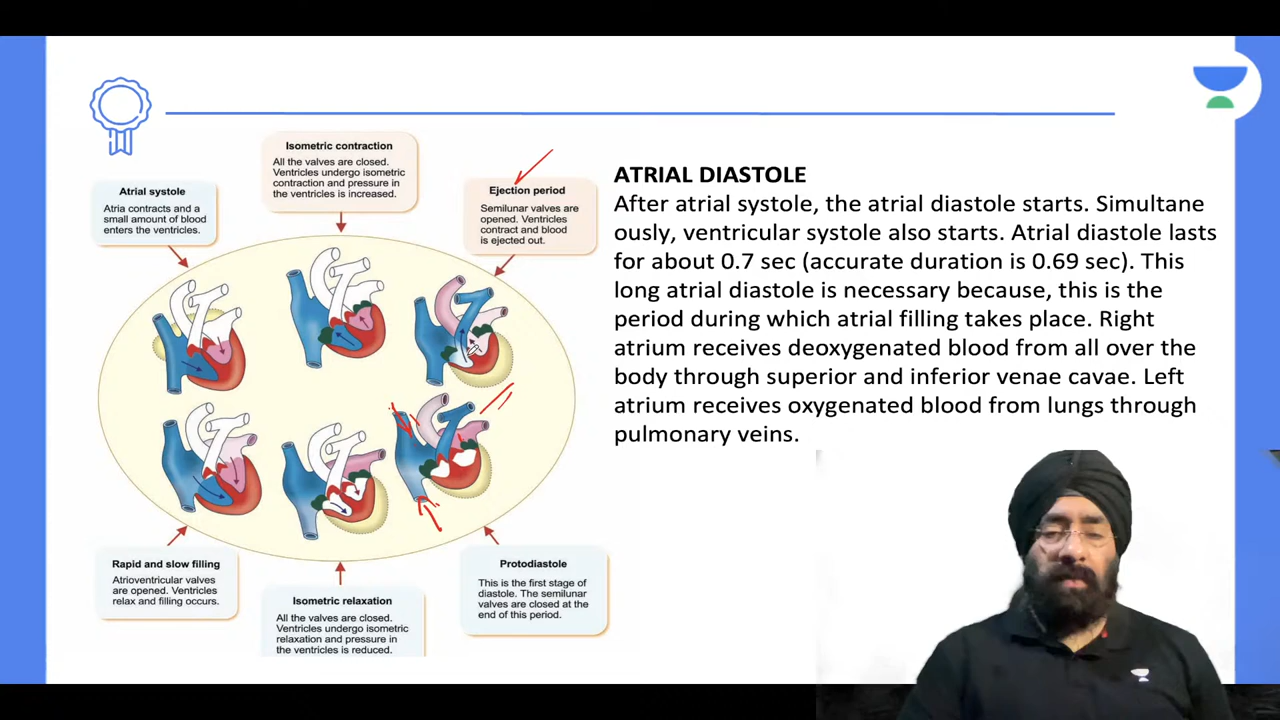 Isometric contraction
All the valves are closed.
Ventricles undergo isometric
contraction and pressure in
the ventricles is increased.
Atrial systole
Atria contracts and a
small amount of blood
enters the ventricles.
Ejection period
Semilunar valves are
opened. Ventricles
contract and blood
is ejected out.
Rapid and slow filling
Atrioventricular valves
are opened. Ventricles
relax and filling occurs.
Isometric relaxation
All the valves are closed.
Ventricles undergo isometric
relaxation and pressure in
the ventricles is reduced.
Protodiastole
This is the first stage of
diastole. The semilunar
valves are closed at the
end of this period.
ATRIAL DIASTOLE
After atrial systole, the atrial diastole starts. Simultane
ously, ventricular systole also starts. Atrial diastole lasts
for about 0.7 sec (accurate duration is 0.69 sec). This
long atrial diastole is necessary because, this is the
period during which atrial filling takes place. Right
atrium receives deoxygenated blood from all over the
body through superior and inferior venae cavae. Left
atrium receives oxygenated blood from lungs through
pulmonary veins.